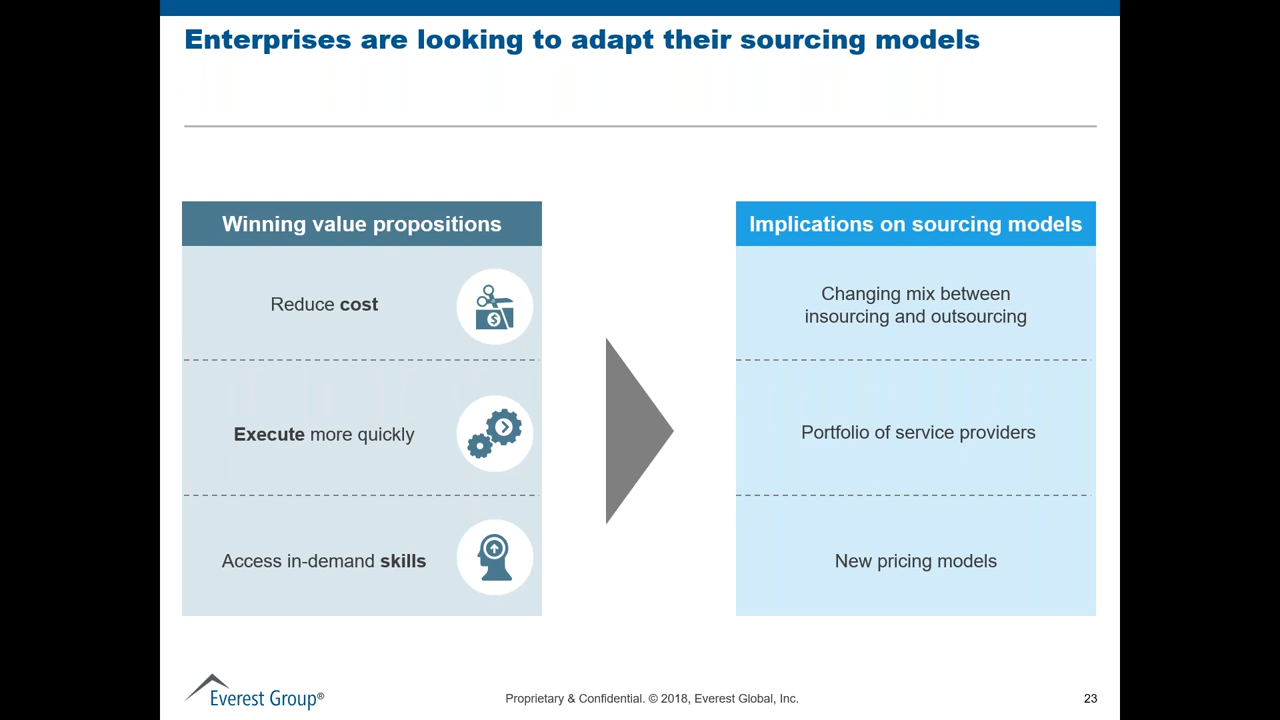 Enterprises are looking to adapt their sourcing models
Winning value propositions
Reduce cost
$
Execute more quickly
Access in-demand skills
Implications on sourcing models
Changing mix between
insourcing and outsourcing
Portfolio of service providers
New pricing models
Everest Group®
Proprietary & Confidential. © 2018, Everest Global, Inc.
23